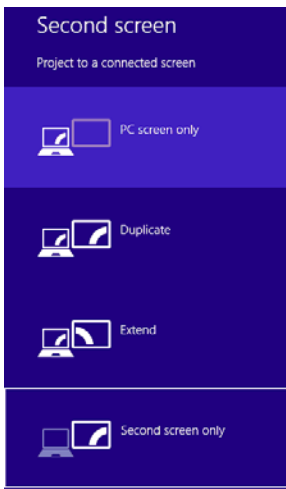 Second screen
Project to a connected screen
PC screen only
Duplicate
Extend
Second screen only